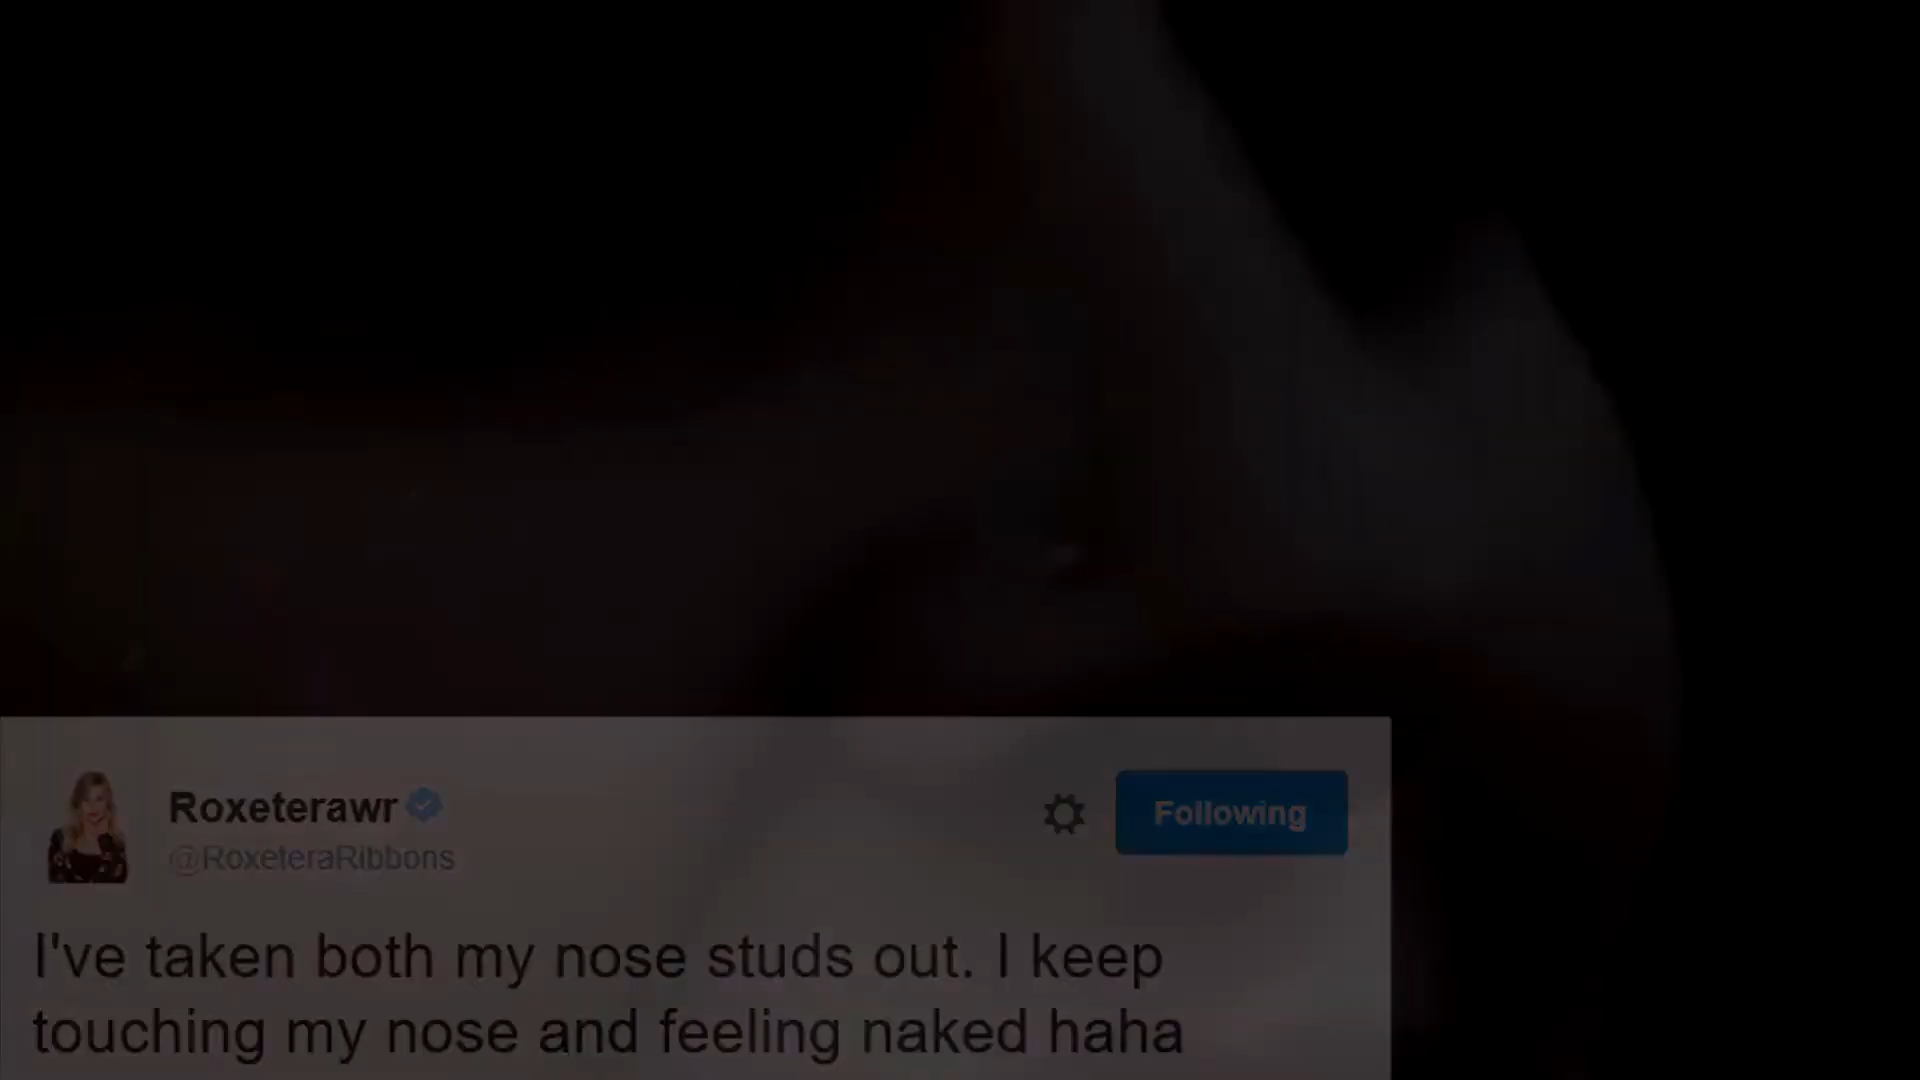 Roxeterawr
@RoxeteraRibbons
Following
I've taken both my nose studs out. I keep
touching my nose and feeling naked haha